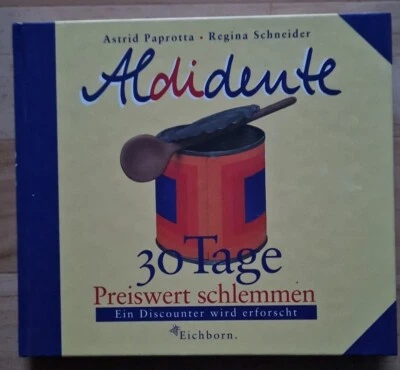 Astrid Paprotta • Regina Schneider
Aldidente
30 Tage
Preiswert schlemmen
Ein Discounter wird erforscht
Eichborn.